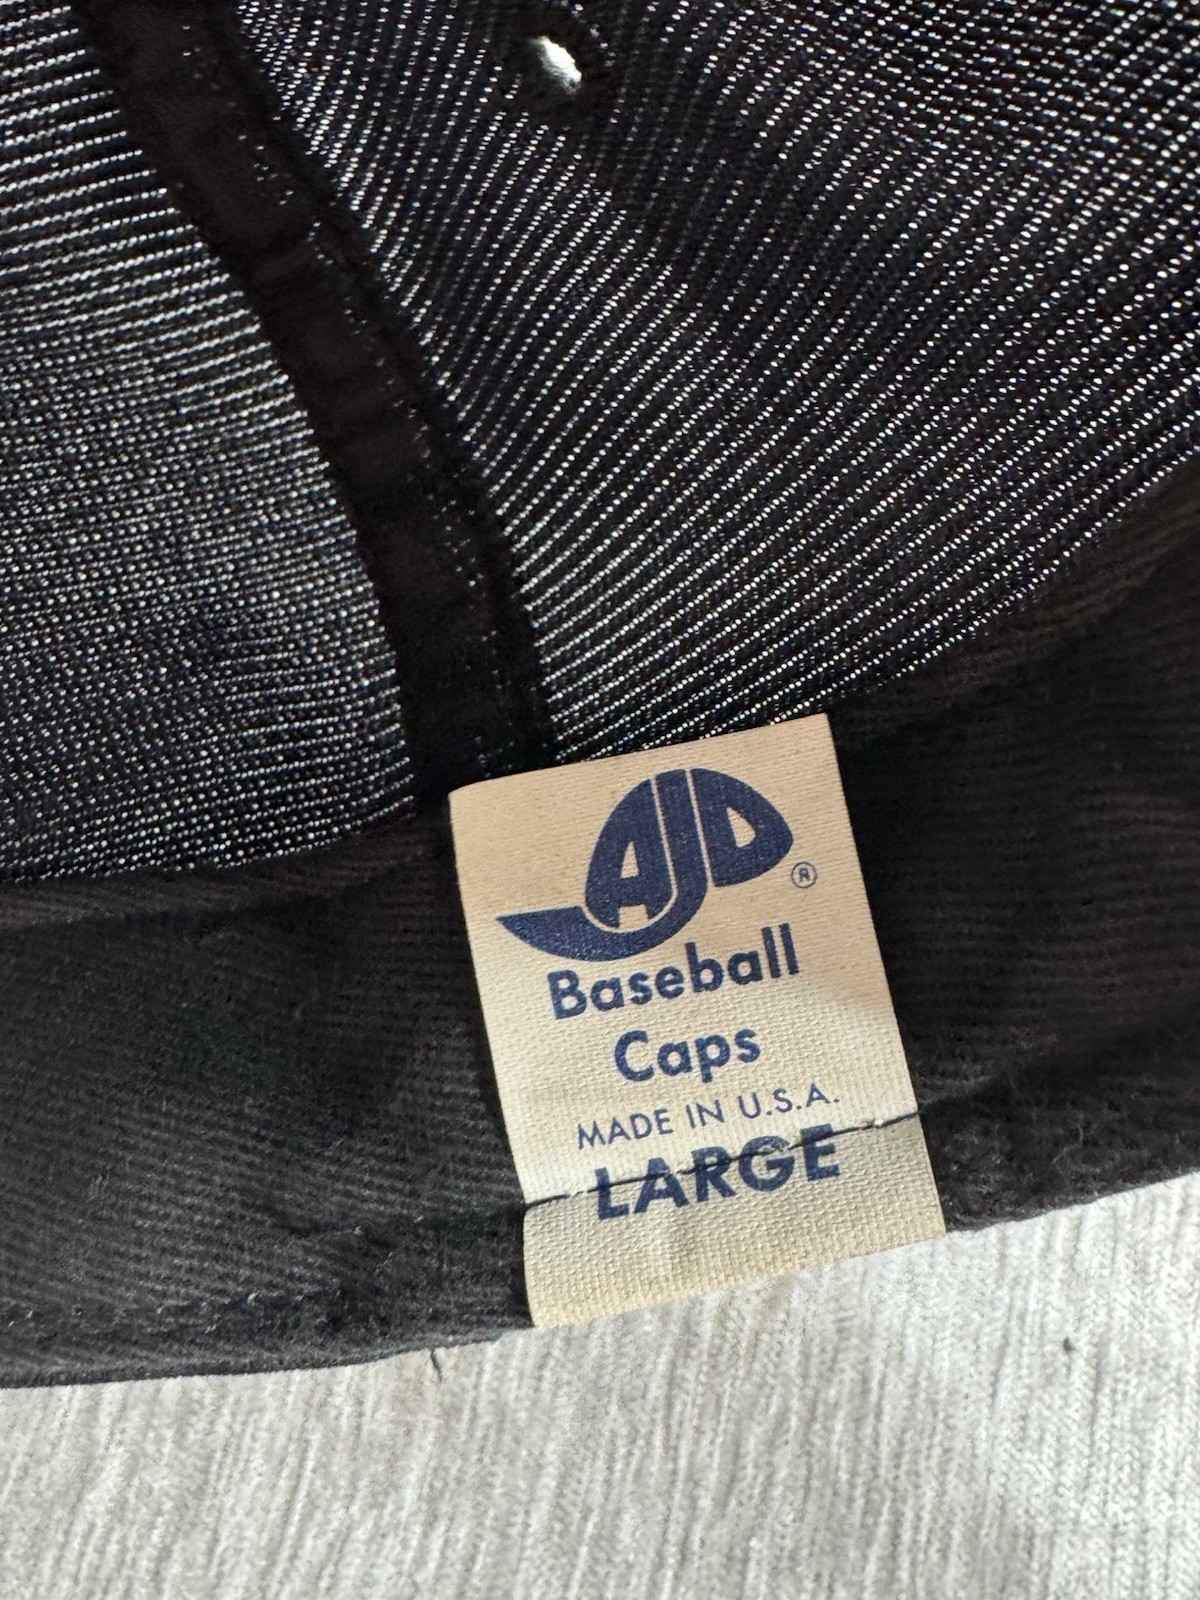 AJD®
Baseball
Caps
MADE IN U.S.A.
LARGE